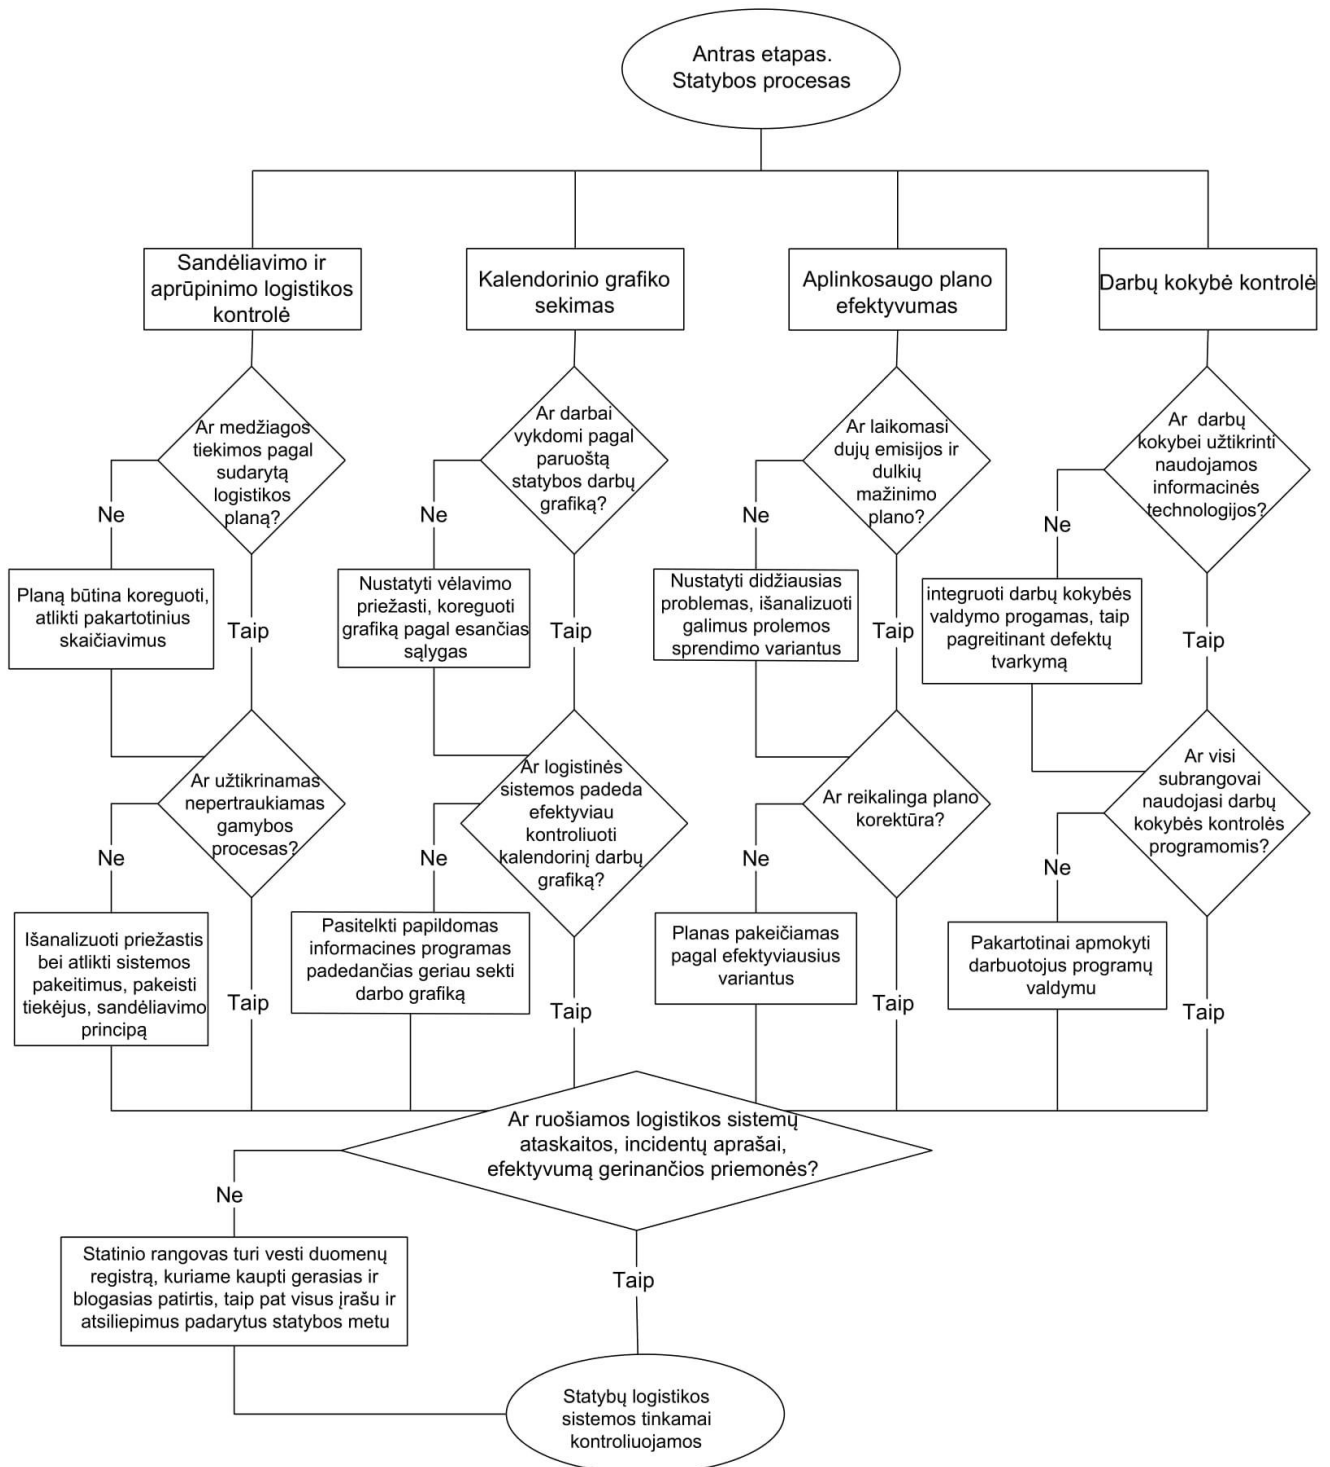 Antras etapas.
Statybos procesas
Sandėliavimo ir
aprūpinimo logistikos
kontrolė
Kalendorinio grafiko
sekimas
Aplinkosaugo plano
efektyvumas
Darbų kokybė kontrolė
Ar medžiagos
tiekimos pagal
sudarytą
logistikos
planą?
Ar darbai
vykdomi pagal
paruoštą
statybos darbų
grafiką?
Ar laikomasi
dujų emisijos ir
dulkių
mažinimo
plano?
Ar darbų
kokybei užtikrinti
naudojamos
informacinės
technologijos?
Ne
Ne
Ne
Ne
Planą būtina koreguoti,
atlikti pakartotinius
skaičiavimus
Taip
Nustatyti vėlavimo
priežasti, koreguoti
grafiką pagal esančias
sąlygas
Taip
Nustatyti didžiausias
problemas, išanalizuoti
galimus prolemos
sprendimo variantus
Taip
integruoti darbų kokybės
valdymo progamas, taip
pagreitinant defektų
tvarkymą
Taip
Ar užtikrinamas
nepertraukiamas
gamybos
procesas?
Ar logistinės
sistemos padeda
efektyviau
kontroliuoti
kalendorinį darbų
grafiką?
Ar reikalinga plano
korektūra?
Ar visi
subrangovai
naudojasi darbų
kokybės kontrolės
programomis?
Ne
Ne
Ne
Ne
Išanalizuoti priežastis
bei atlikti sistemos
pakeitimus, pakeisti
tiekėjus, sandėliavimo
principą
Taip
Pasitelkti papildomas
informacines programas
padedančias geriau sekti
darbo grafiką
Taip
Planas pakeičiamas
pagal efektyviausius
variantus
Taip
Pakartotinai apmokyti
darbuotojus programų
valdymu
Taip
Ar ruošiamos logistikos sistemų
ataskaitos, incidentų aprašai,
efektyvumą gerinančios priemonės?
Ne
Statinio rangovas turi vesti duomenų
registrą, kuriame kaupti gerasias ir
blogasias patirtis, taip pat visus įrašu ir
atsiliepimus padarytus statybos metu
Taip
Statybų logistikos
sistemos tinkamai
kontroliuojamos